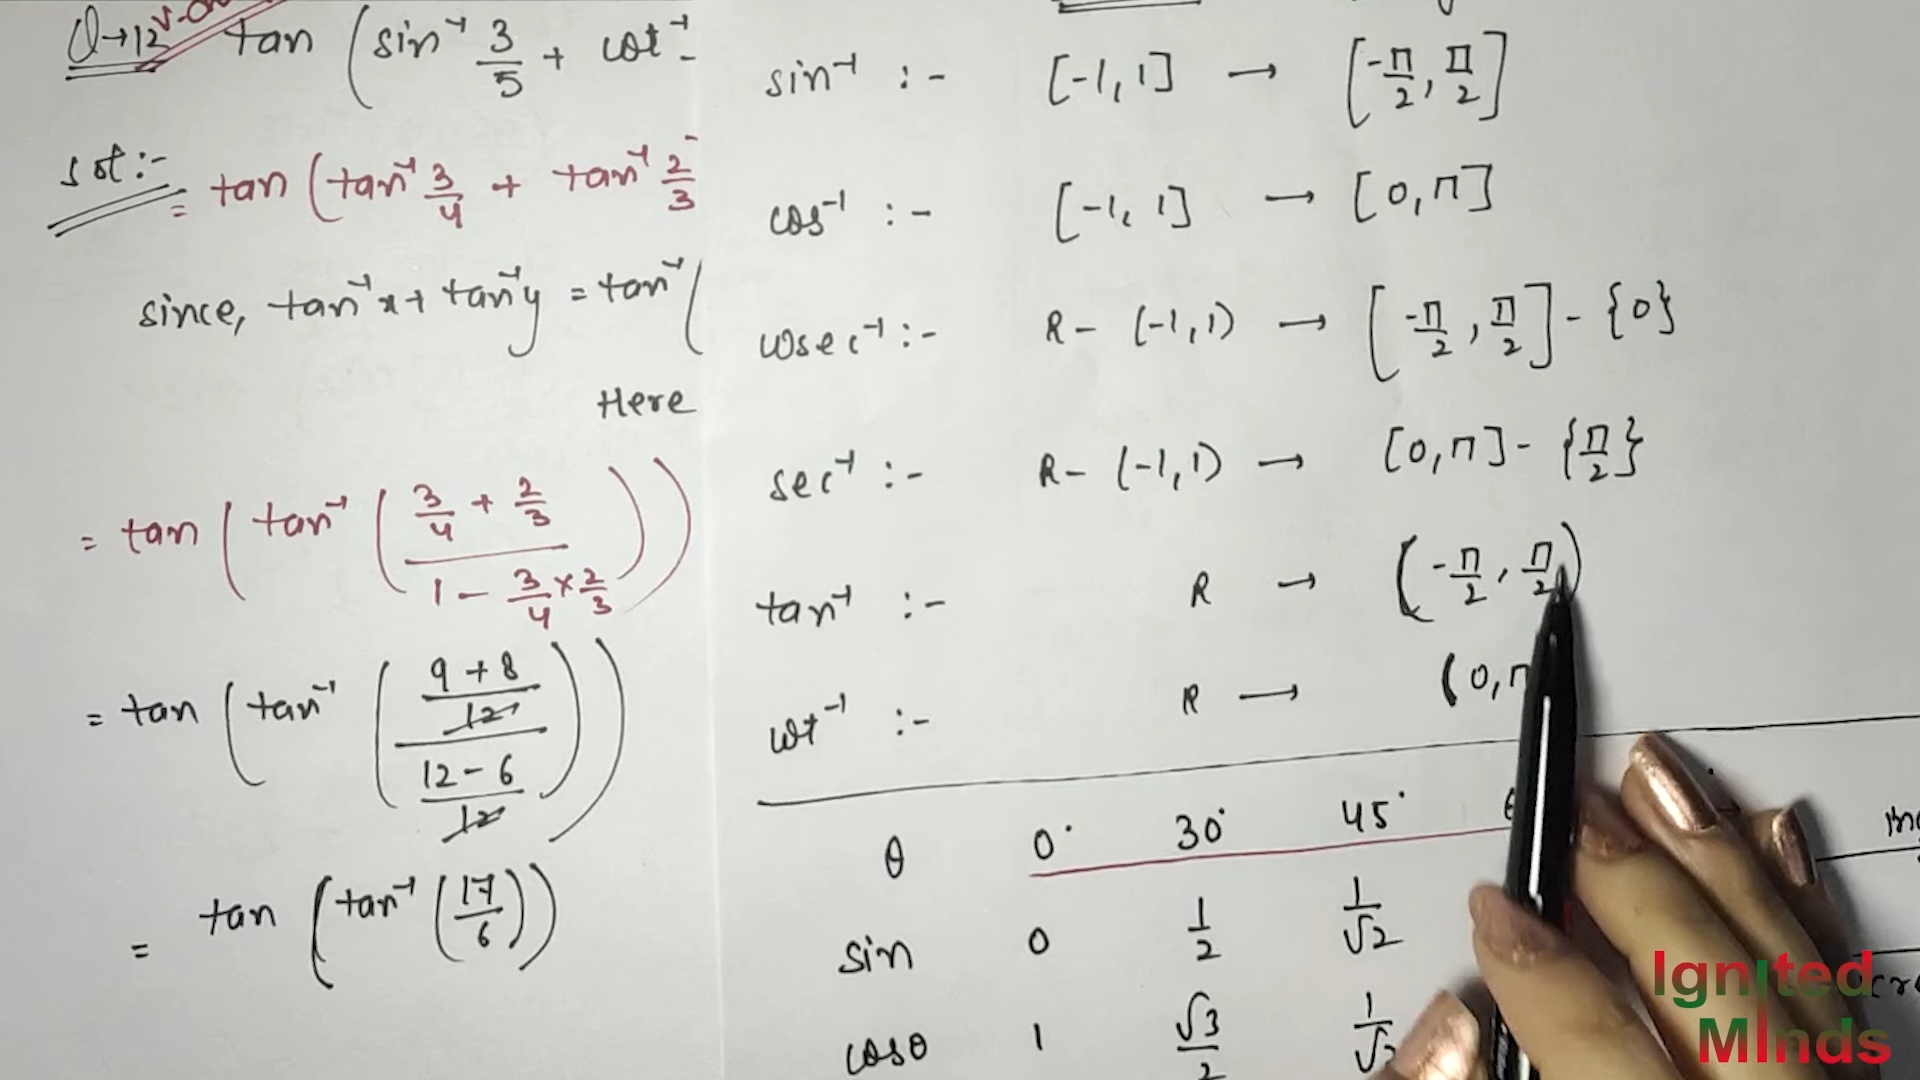 Q→12 tan (sin⁻¹ 3/5 + cot⁻¹
sol:-
= tan (tan⁻¹ 3/4 + tan⁻¹ 2/3
since, tan⁻¹x + tan⁻¹y = tan⁻¹(
Here
= tan (tan⁻¹ ((3/4 + 2/3)/(1 - 3/4 × 2/3)))
= tan (tan⁻¹ (((9+8)/12)/((12-6)/12)))
= tan (tan⁻¹ (17/6))
sin⁻¹ :- [-1, 1] → [-π/2, π/2]
cos⁻¹ :- [-1, 1] → [0, π]
cosec⁻¹ :- R - (-1, 1) → [-π/2, π/2] - {0}
sec⁻¹ :- R - (-1, 1) → [0, π] - {π/2}
tan⁻¹ :- R → (-π/2, π/2)
cot⁻¹ :- R → (0, π
θ 0° 30° 45°
sin 0 1/2 1/√2
cosθ 1 √3/2
Ignited
Minds